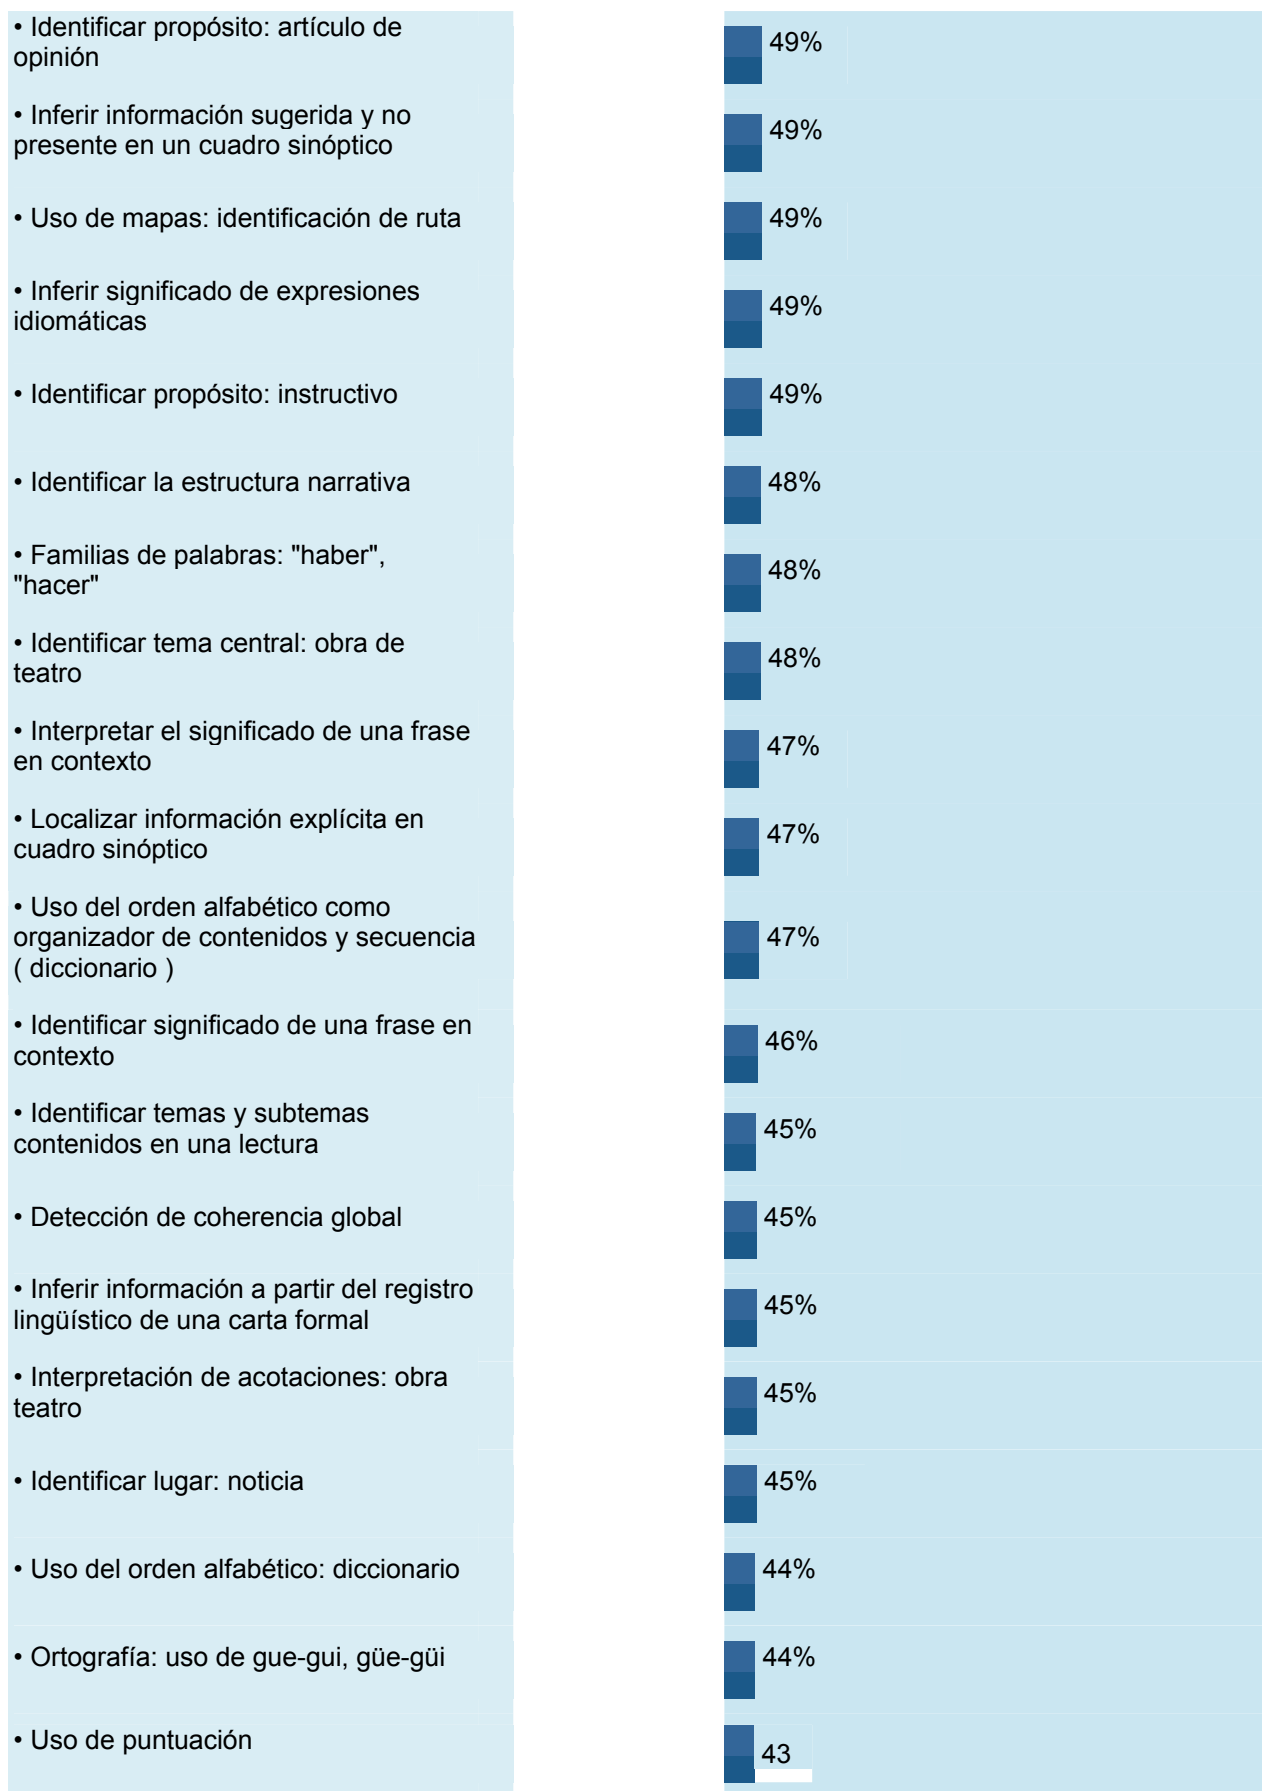 • Identificar propósito: artículo de
opinión
49%
• Inferir información sugerida y no
presente en un cuadro sinóptico
49%
• Uso de mapas: identificación de ruta
49%
• Inferir significado de expresiones
idiomáticas
49%
• Identificar propósito: instructivo
49%
• Identificar la estructura narrativa
48%
• Familias de palabras: "haber",
"hacer"
48%
• Identificar tema central: obra de
teatro
48%
• Interpretar el significado de una frase
en contexto
47%
• Localizar información explícita en
cuadro sinóptico
47%
• Uso del orden alfabético como
organizador de contenidos y secuencia
( diccionario )
47%
• Identificar significado de una frase en
contexto
46%
• Identificar temas y subtemas
contenidos en una lectura
45%
• Detección de coherencia global
45%
• Inferir información a partir del registro
lingüístico de una carta formal
45%
• Interpretación de acotaciones: obra
teatro
45%
• Identificar lugar: noticia
45%
• Uso del orden alfabético: diccionario
44%
• Ortografía: uso de gue-gui, güe-güi
44%
• Uso de puntuación
43